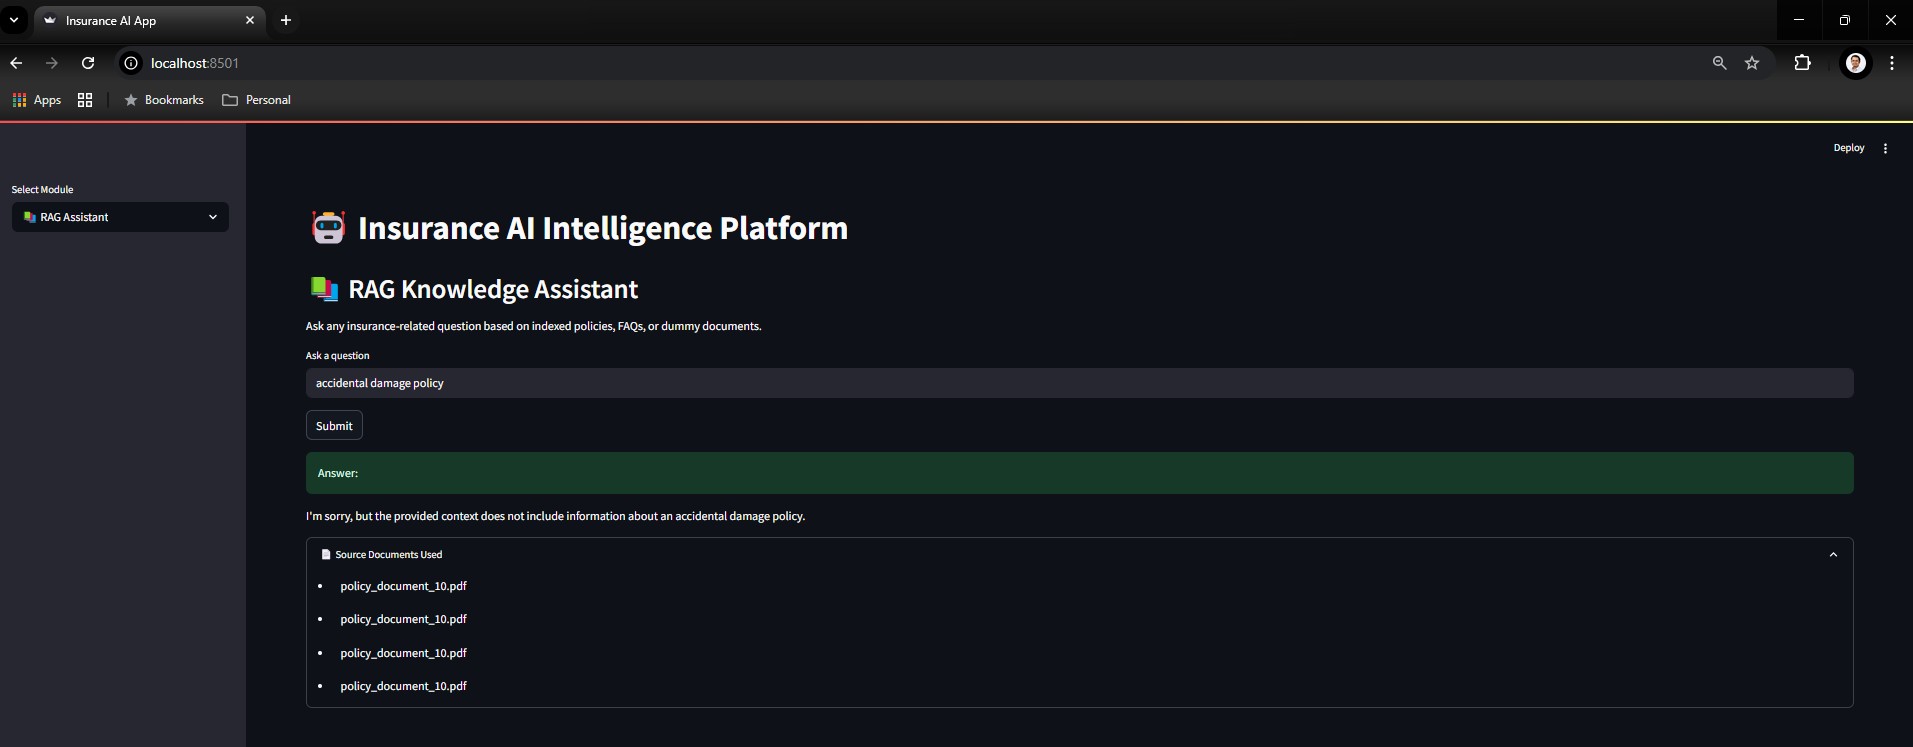 Insurance AI App
localhost:8501
Apps
Bookmarks
Personal
Deploy
Select Module
RAG Assistant
Insurance AI Intelligence Platform
RAG Knowledge Assistant
Ask any insurance-related question based on indexed policies, FAQs, or dummy documents.
Ask a question
accidental damage policy
Submit
Answer:
I'm sorry, but the provided context does not include information about an accidental damage policy.
Source Documents Used
policy_document_10.pdf
policy_document_10.pdf
policy_document_10.pdf
policy_document_10.pdf